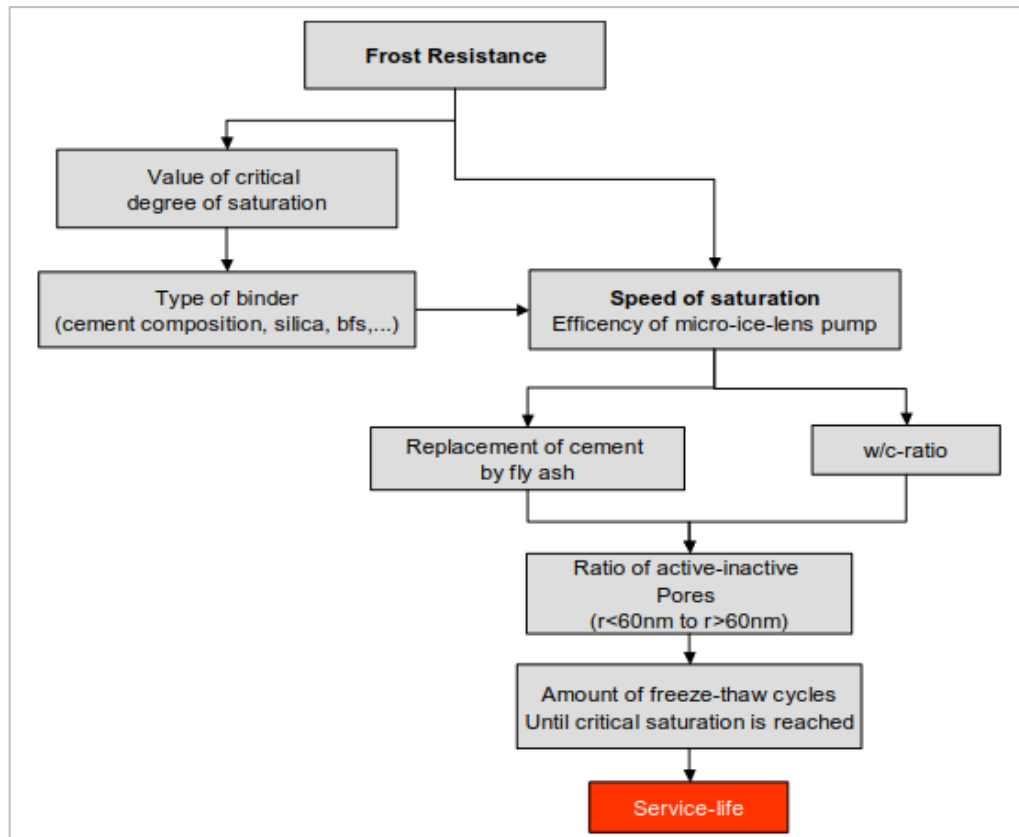 Frost Resistance
Value of critical
degree of saturation
Type of binder
(cement composition, silica, bfs,...)
Speed of saturation
Efficency of micro-ice-lens pump
Replacement of cement
by fly ash
w/c-ratio
Ratio of active-inactive
Pores
(r<60nm to r>60nm)
Amount of freeze-thaw cycles
Until critical saturation is reached
Service-life